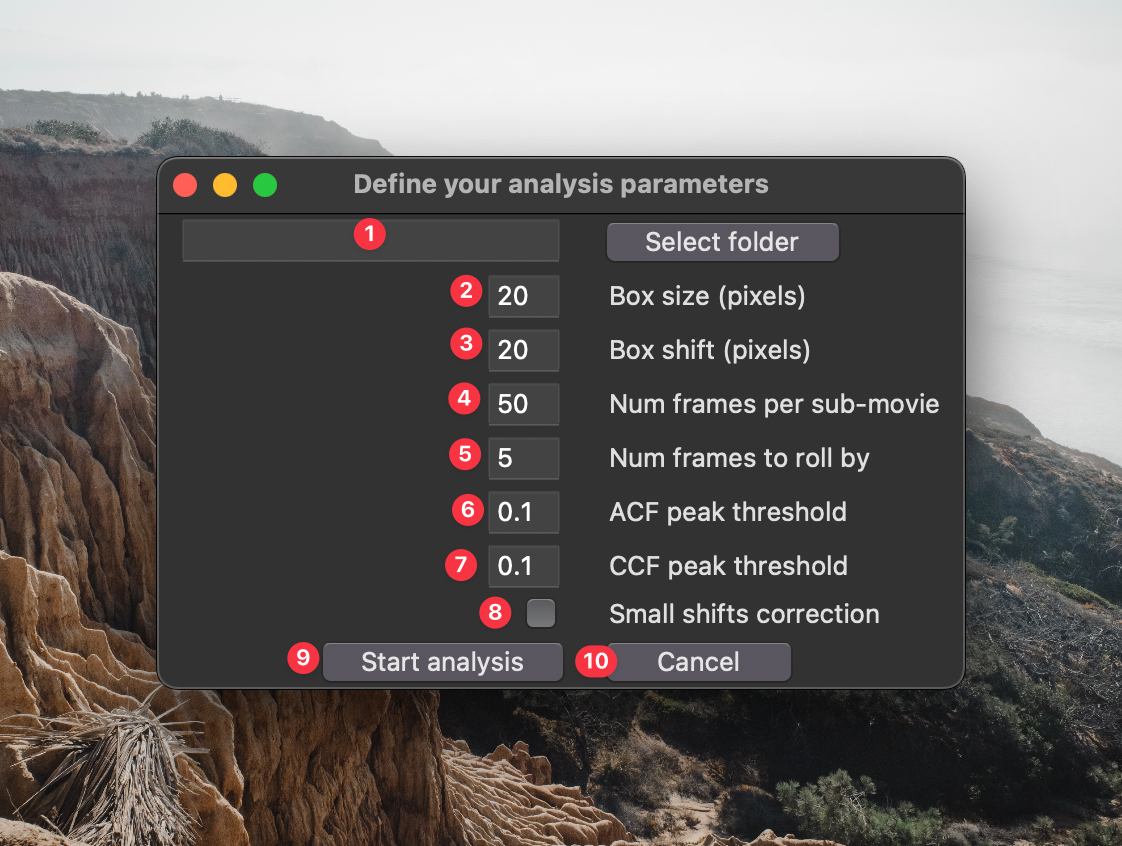 Define your analysis parameters
1 Select folder
2 20 Box size (pixels)
3 20 Box shift (pixels)
4 50 Num frames per sub-movie
5 5 Num frames to roll by
6 0.1 ACF peak threshold
7 0.1 CCF peak threshold
8 Small shifts correction
9 Start analysis 10 Cancel